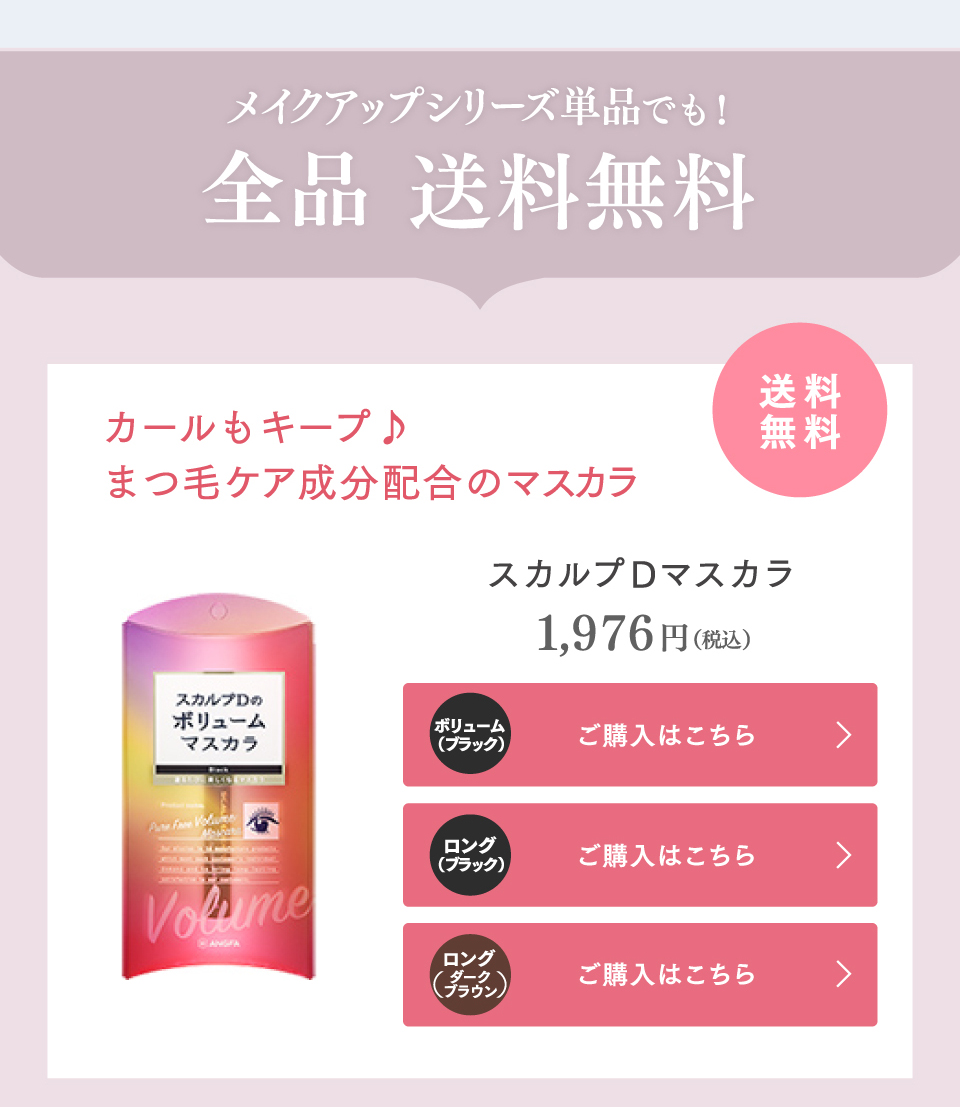 メイクアップシリーズ単品でも！
全品 送料無料
送料
無料
カールもキープ♪
まつ毛ケア成分配合のマスカラ
スカルプDマスカラ
1,976円（税込）
スカルプDの
ボリューム
マスカラ
Black
Pure Free Volume
Mascara
Volume
ANGFA
ボリューム
（ブラック）
ご購入はこちら
ロング
（ブラック）
ご購入はこちら
ロング
（ダーク
ブラウン）
ご購入はこちら